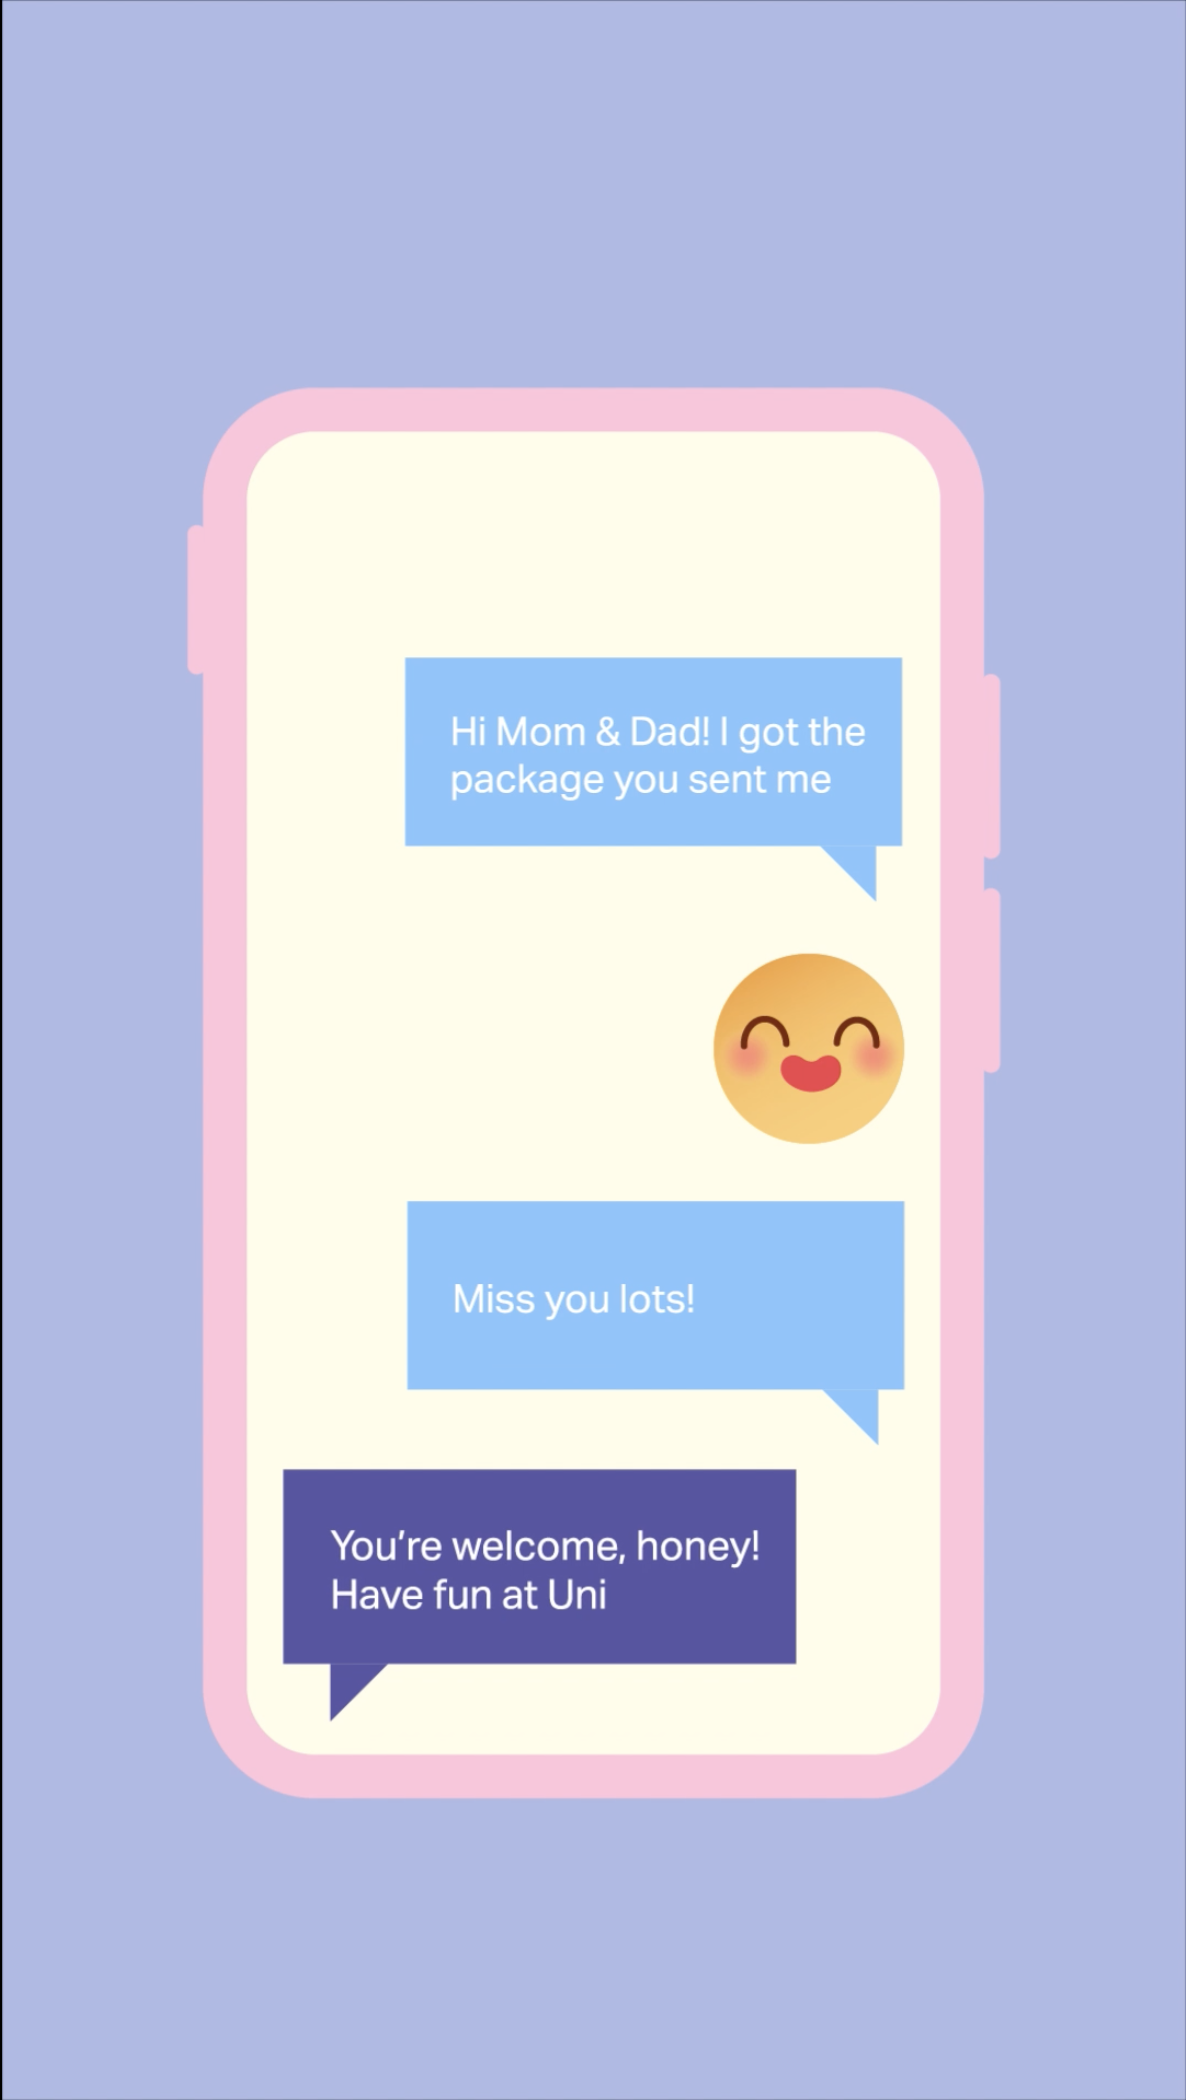 Hi Mom & Dad! I got the
package you sent me
Miss you lots!
You’re welcome, honey!
Have fun at Uni